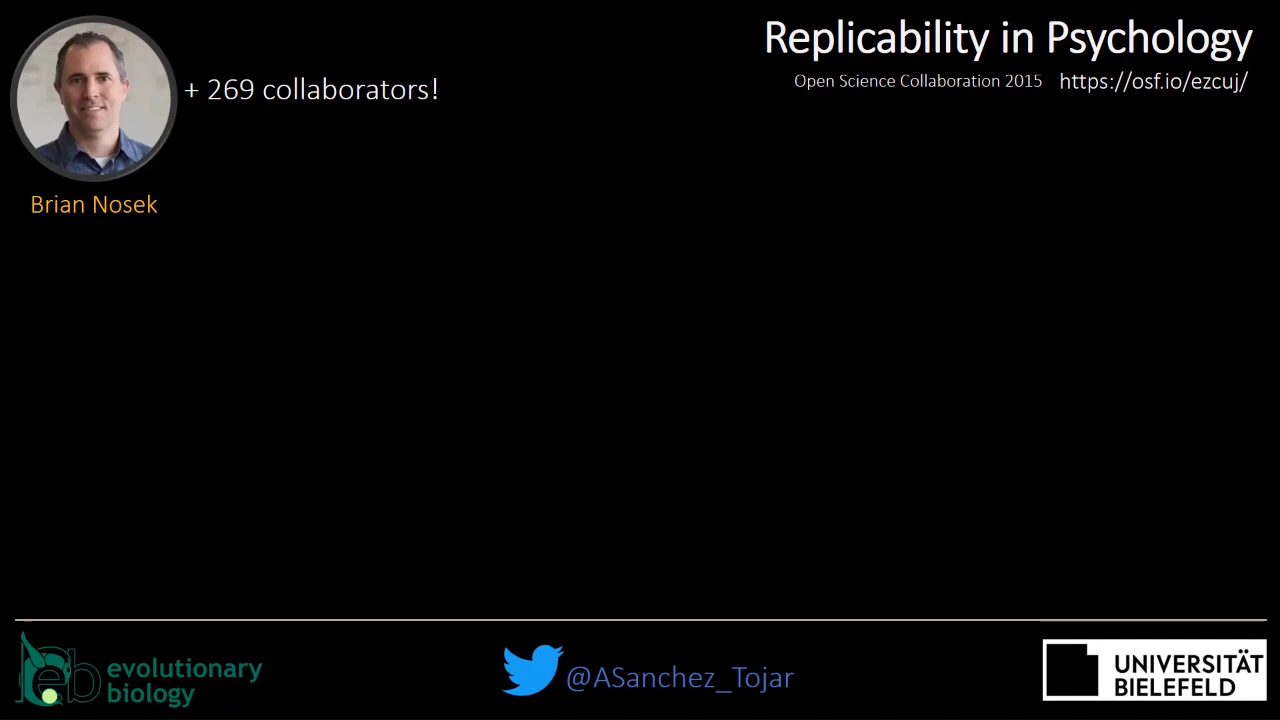 Replicability in Psychology
Open Science Collaboration 2015 https://osf.io/ezcuj/
+ 269 collaborators!
Brian Nosek
evolutionary
biology
@ASanchez_Tojar
UNIVERSITÄT
BIELEFELD